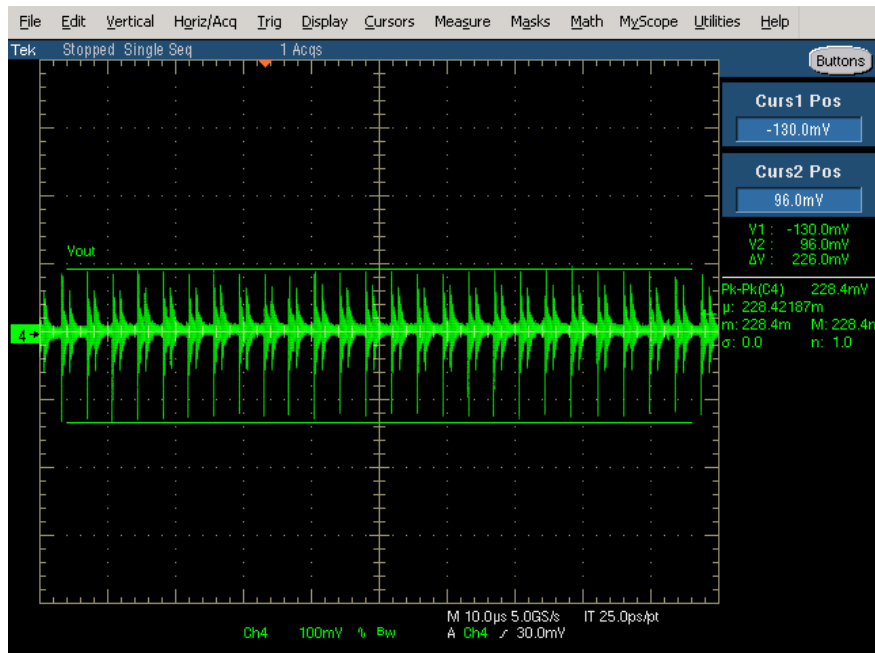 File Edit Vertical Horiz/Acq Trig Display Cursors Measure Masks Math MyScope Utilities Help
Tek Stopped Single Seq 1 Acqs
Buttons
Curs1 Pos
-130.0mV
Curs2 Pos
96.0mV
V1 : -130.0mV
V2 : 96.0mV
ΔV : 226.0mV
Vout
Pk-Pk(C4) 228.4mV
µ: 228.42187m
m: 228.4m M: 228.4m
σ: 0.0 n: 1.0
4
M 10.0µs 5.0GS/s IT 25.0ps/pt
Ch4 100mV ∿ Bw A Ch4 ∕ 30.0mV